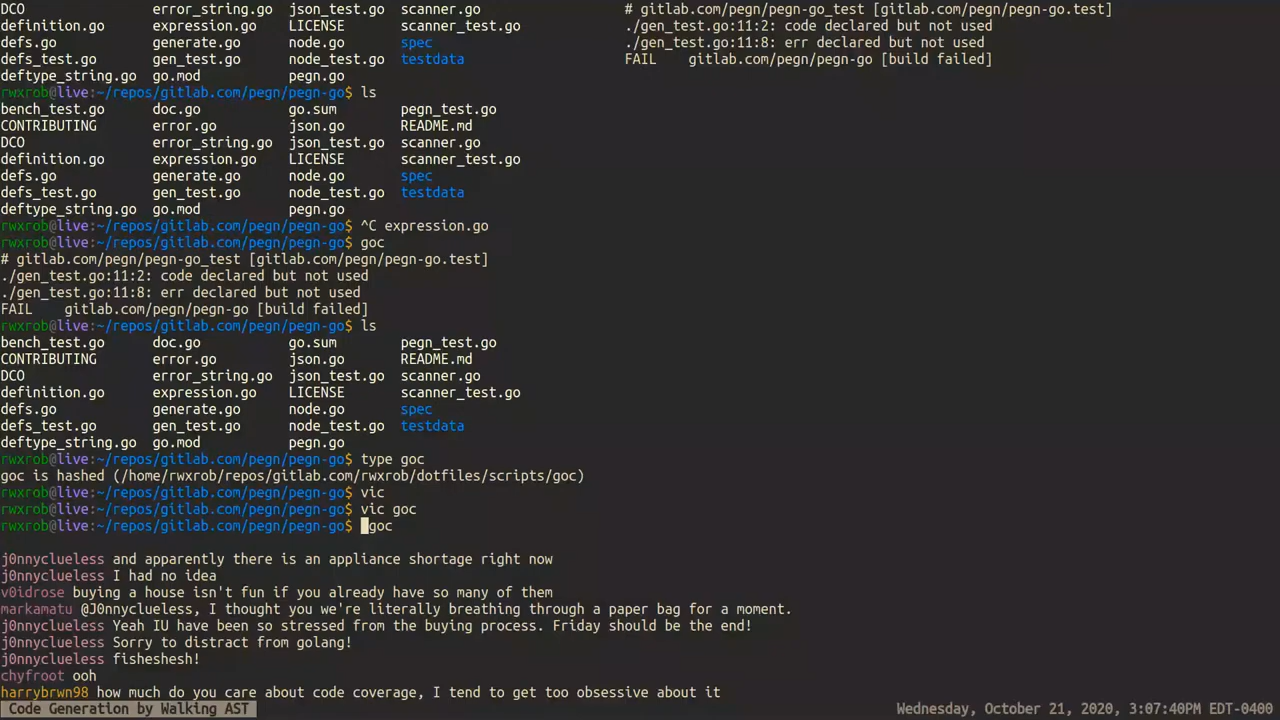 DCO              error_string.go  json_test.go  scanner.go
definition.go    expression.go    LICENSE       scanner_test.go
defs.go          generate.go      node.go       spec
defs_test.go     gen_test.go      node_test.go  testdata
deftype_string.go  go.mod           pegn.go
rwxrob@live:~/repos/gitlab.com/pegn/pegn-go$ ls
bench_test.go    doc.go           go.sum        pegn_test.go
CONTRIBUTING     error.go         json.go       README.md
DCO              error_string.go  json_test.go  scanner.go
definition.go    expression.go    LICENSE       scanner_test.go
defs.go          generate.go      node.go       spec
defs_test.go     gen_test.go      node_test.go  testdata
deftype_string.go  go.mod           pegn.go
rwxrob@live:~/repos/gitlab.com/pegn/pegn-go$ ^C expression.go
rwxrob@live:~/repos/gitlab.com/pegn/pegn-go$ goc
# gitlab.com/pegn/pegn-go_test [gitlab.com/pegn/pegn-go.test]
./gen_test.go:11:2: code declared but not used
./gen_test.go:11:8: err declared but not used
FAIL    gitlab.com/pegn/pegn-go [build failed]
rwxrob@live:~/repos/gitlab.com/pegn/pegn-go$ ls
bench_test.go    doc.go           go.sum        pegn_test.go
CONTRIBUTING     error.go         json.go       README.md
DCO              error_string.go  json_test.go  scanner.go
definition.go    expression.go    LICENSE       scanner_test.go
defs.go          generate.go      node.go       spec
defs_test.go     gen_test.go      node_test.go  testdata
deftype_string.go  go.mod           pegn.go
rwxrob@live:~/repos/gitlab.com/pegn/pegn-go$ type goc
goc is hashed (/home/rwxrob/repos/gitlab.com/rwxrob/dotfiles/scripts/goc)
rwxrob@live:~/repos/gitlab.com/pegn/pegn-go$ vic
rwxrob@live:~/repos/gitlab.com/pegn/pegn-go$ vic goc
rwxrob@live:~/repos/gitlab.com/pegn/pegn-go$ goc
# gitlab.com/pegn/pegn-go_test [gitlab.com/pegn/pegn-go.test]
./gen_test.go:11:2: code declared but not used
./gen_test.go:11:8: err declared but not used
FAIL    gitlab.com/pegn/pegn-go [build failed]
j0nnyclueless and apparently there is an appliance shortage right now
j0nnyclueless I had no idea
v0idrose buying a house isn't fun if you already have so many of them
markamatu @J0nnyclueless, I thought you we're literally breathing through a paper bag for a moment.
j0nnyclueless Yeah IU have been so stressed from the buying process. Friday should be the end!
j0nnyclueless Sorry to distract from golang!
j0nnyclueless fisheshesh!
chyfroot ooh
harrybrwn98 how much do you care about code coverage, I tend to get too obsessive about it
Code Generation by Walking AST
Wednesday, October 21, 2020, 3:07:40PM EDT-0400